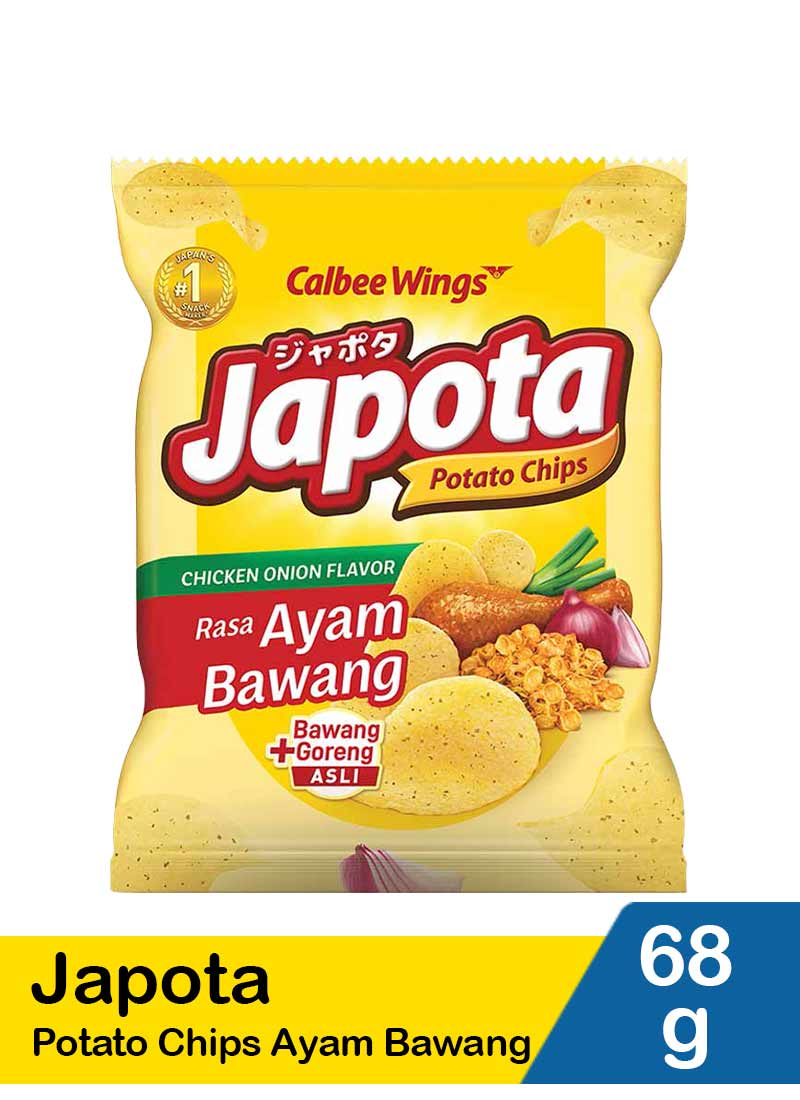 JAPAN'S
#1
SNACK
MAKER
Calbee Wings
ジャポタ
Japota
Potato Chips
CHICKEN ONION FLAVOR
Rasa Ayam
Bawang
Bawang
+Goreng
ASLI
Japota
Potato Chips Ayam Bawang
68
g